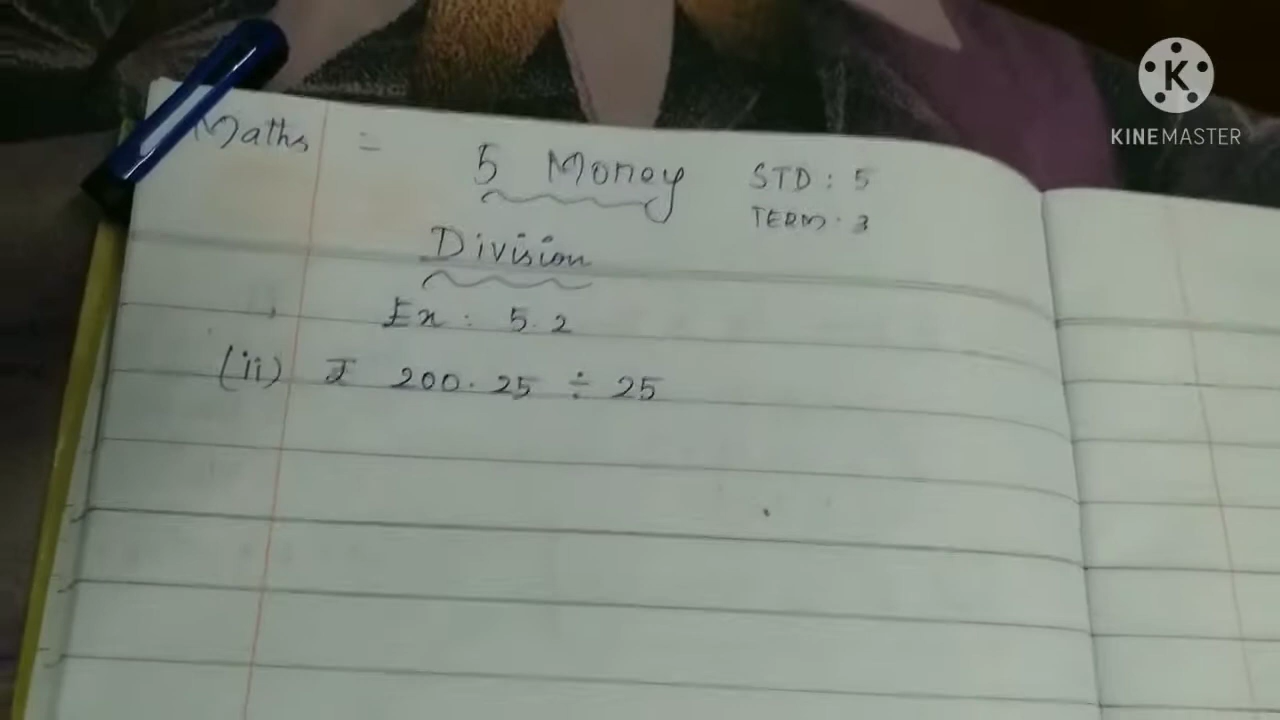 Maths =
5 Money
STD : 5
TERM . 3
Division
Ex : 5.2
(ii) ₹ 200.25 ÷ 25
K
KINEMASTER